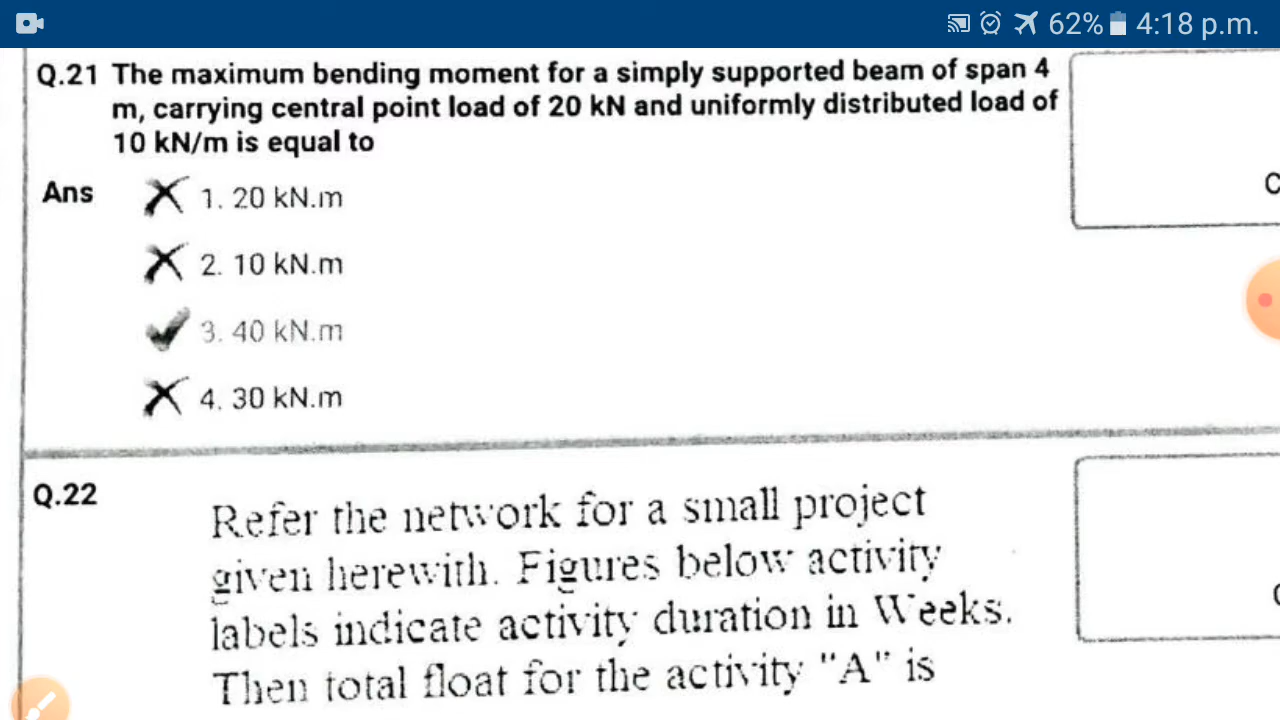 62% 4:18 p.m.
Q.21 The maximum bending moment for a simply supported beam of span 4
m, carrying central point load of 20 kN and uniformly distributed load of
10 kN/m is equal to
Ans
1. 20 kN.m
2. 10 kN.m
3. 40 kN.m
4. 30 kN.m
Q.22
Refer the network for a small project
given herewith. Figures below activity
labels indicate activity duration in Weeks.
Then total float for the activity "A" is